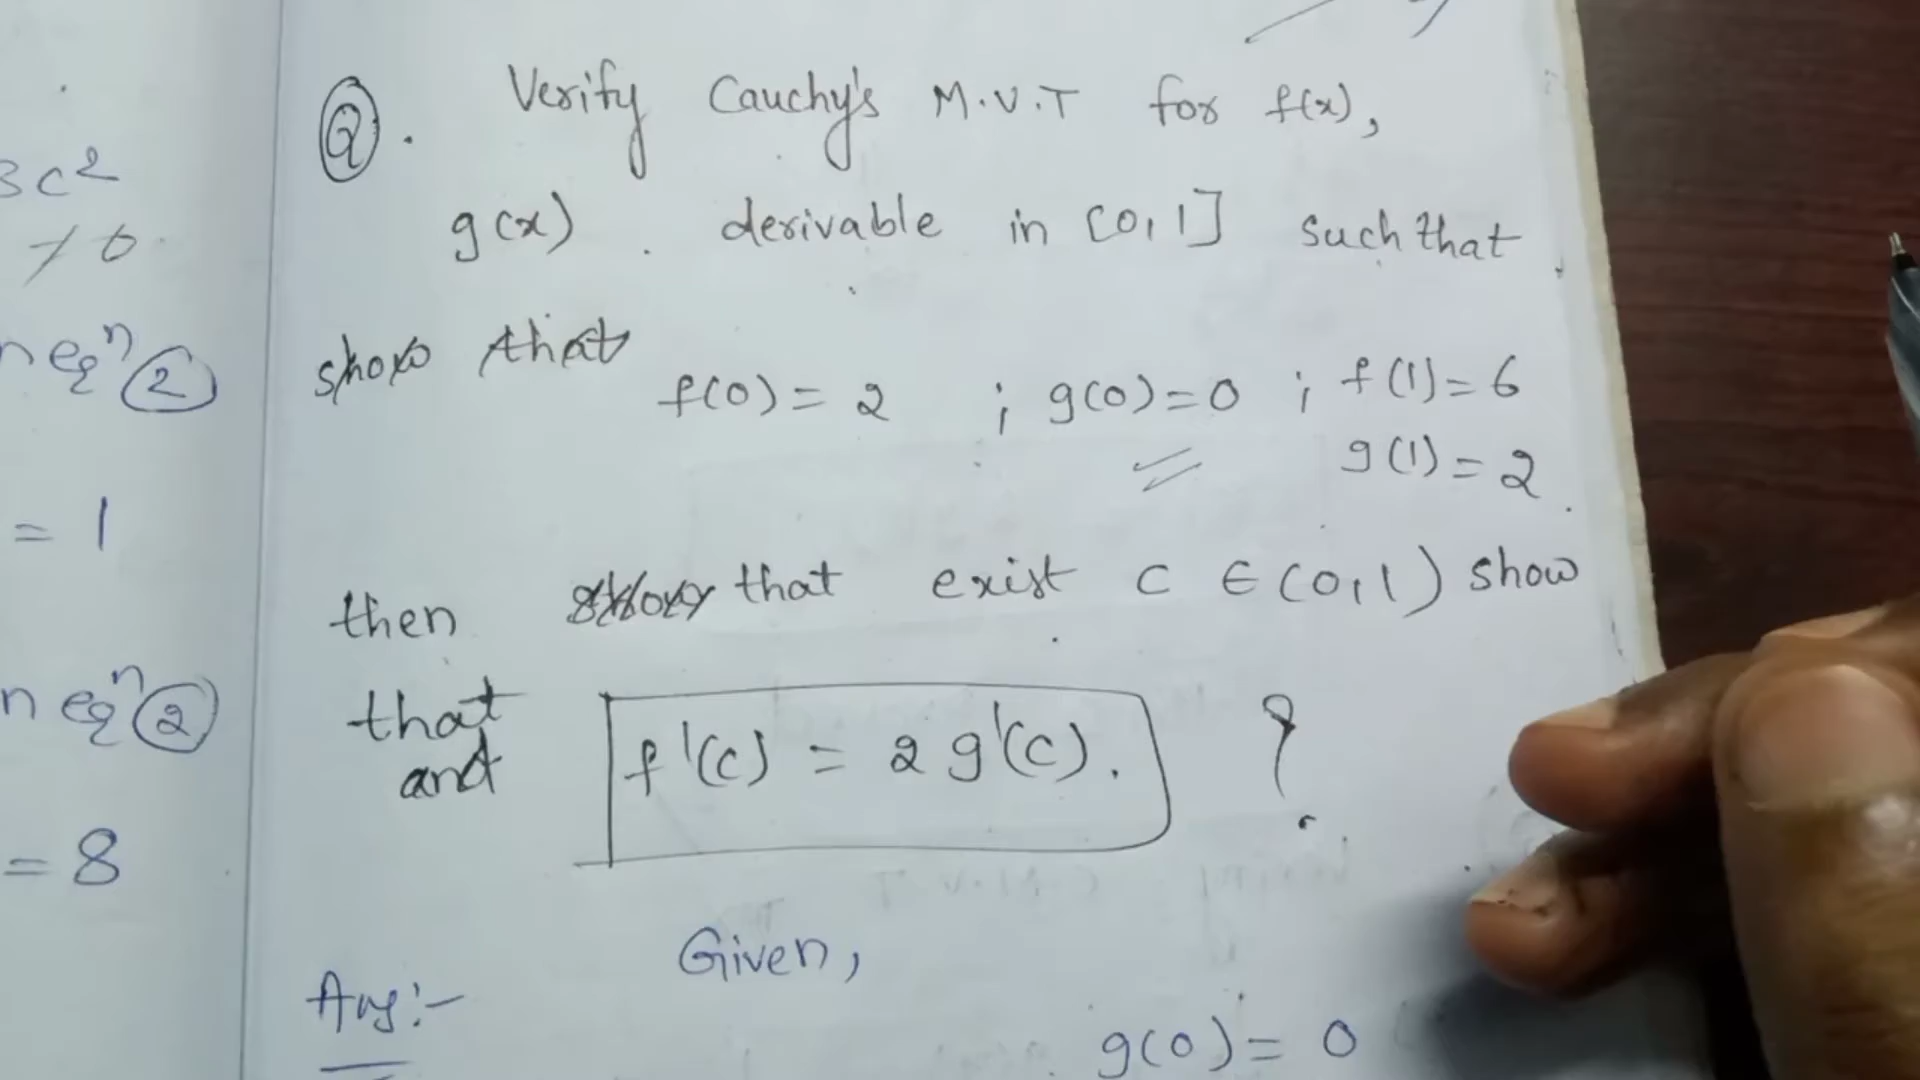 3c²
≠ 0
n eqⁿ ②
= 1
n eqⁿ ②
= 8
Q. Verify Cauchy's M.V.T for f(x),
g(x) . derivable in [0,1] such that
show that
f(0) = 2 ; g(0)=0 ; f(1)=6
g(1)=2
then show that exist c ∈ (0,1) show
that
and f'(c) = 2 g'(c). ?
Given,
Ans:-
g(0)= 0